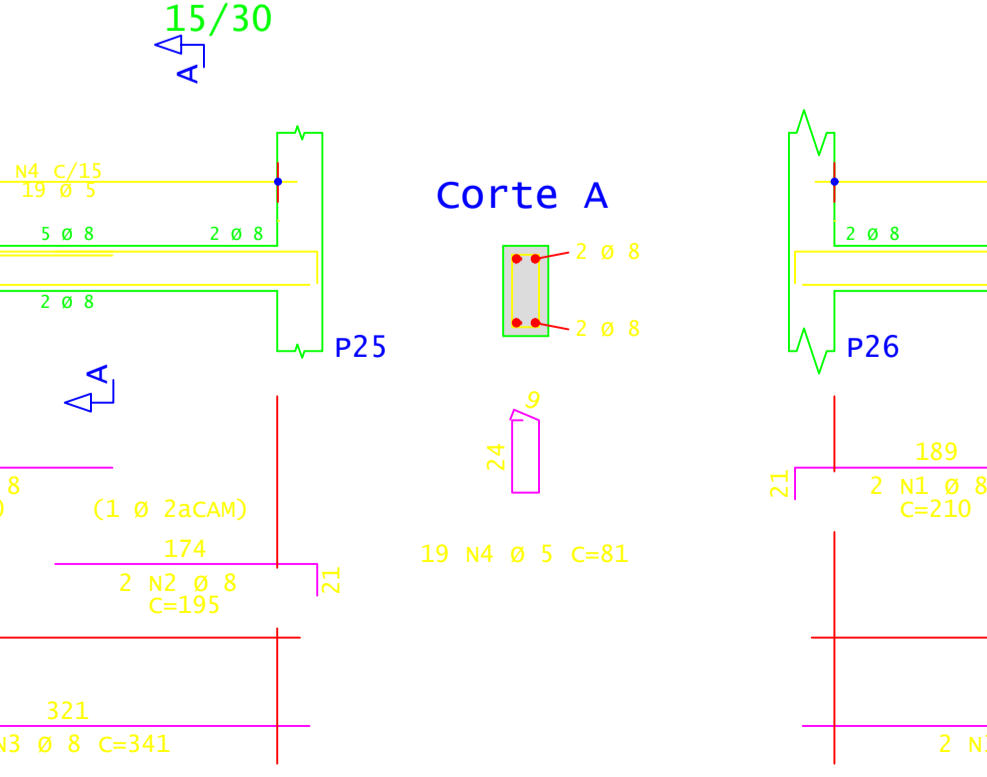 15/30
A
N4 C/15
19 Ø 5
5 Ø 8
2 Ø 8
2 Ø 8
P25
A
Corte A
2 Ø 8
2 Ø 8
2 Ø 8
P26
9
24
19 N4 Ø 5 C=81
8
(1 Ø 2aCAM)
174
2 N2 Ø 8
C=195
21
321
N3 Ø 8 C=341
189
21
2 N1 Ø 8
C=210
2